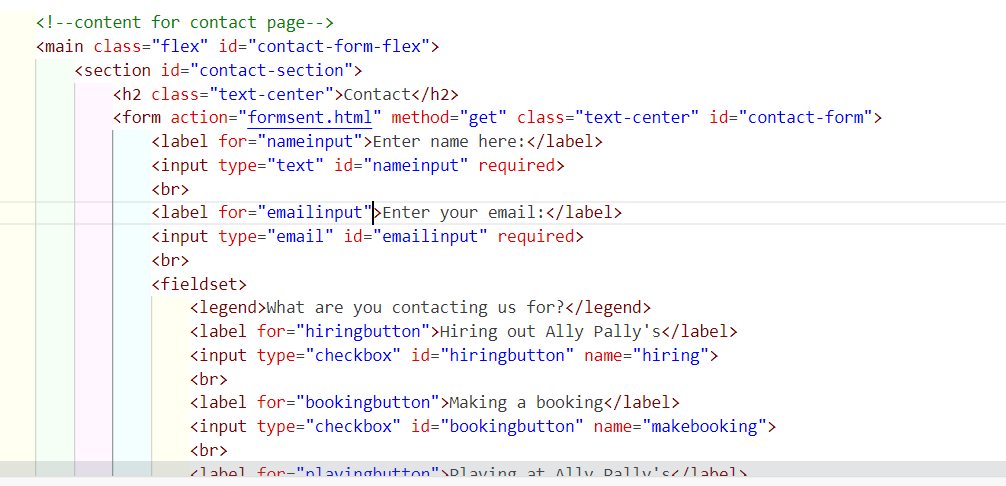 <!--content for contact page-->
<main class="flex" id="contact-form-flex">
<section id="contact-section">
<h2 class="text-center">Contact</h2>
<form action="formsent.html" method="get" class="text-center" id="contact-form">
<label for="nameinput">Enter name here:</label>
<input type="text" id="nameinput" required>
<br>
<label for="emailinput">Enter your email:</label>
<input type="email" id="emailinput" required>
<br>
<fieldset>
<legend>What are you contacting us for?</legend>
<label for="hiringbutton">Hiring out Ally Pally's</label>
<input type="checkbox" id="hiringbutton" name="hiring">
<br>
<label for="bookingbutton">Making a booking</label>
<input type="checkbox" id="bookingbutton" name="makebooking">
<br>
<label for="playingbutton">Playing at Ally Pally's</label>